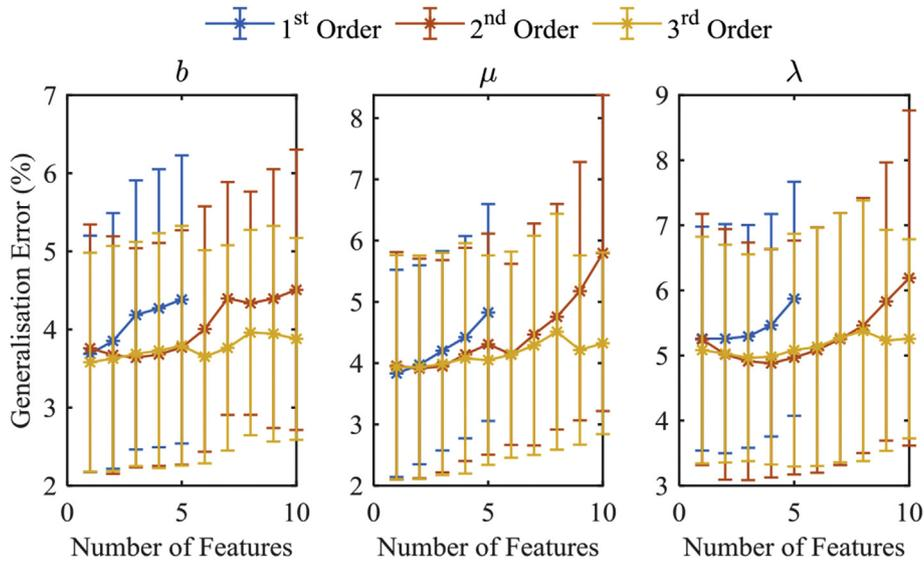 1st Order 2nd Order 3rd Order
b μ λ
Generalisation Error (%)
7 8 9
6 7 8
5 6 7
4 5 6
3 4 5
2 3 4
2 3
0 5 10 0 5 10 0 5 10
Number of Features Number of Features Number of Features